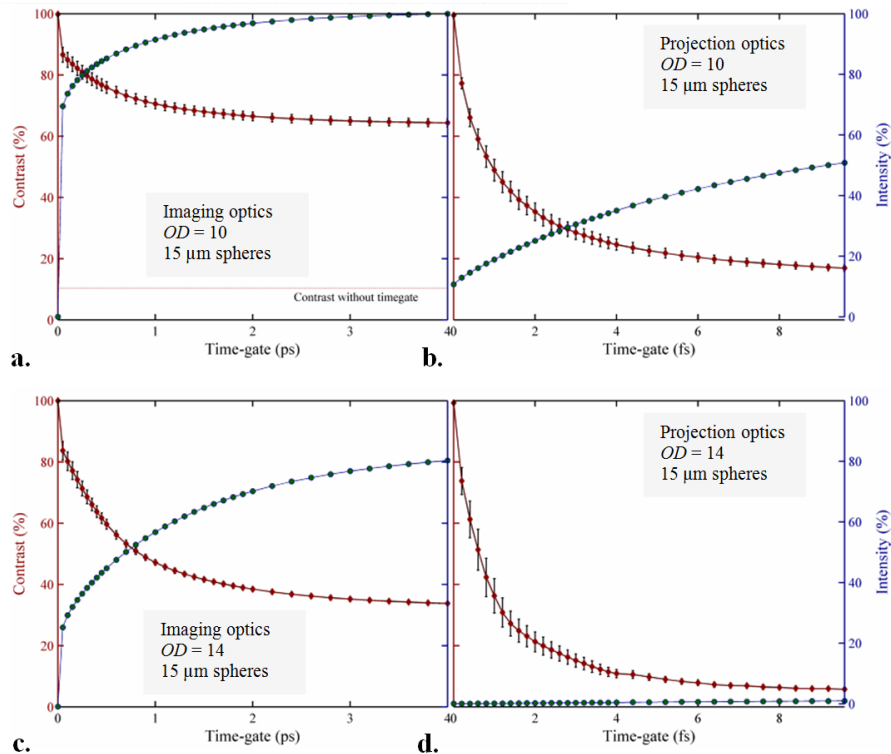 100
80
60
40
20
0
Contrast (%)
Imaging optics
OD = 10
15 µm spheres
Contrast without timegate
0
1
2
3
4
Time-gate (ps)
a.
Projection optics
OD = 10
15 µm spheres
100
80
60
40
20
0
Intensity (%)
0
2
4
6
8
Time-gate (fs)
b.
100
80
60
40
20
0
Contrast (%)
Imaging optics
OD = 14
15 µm spheres
0
1
2
3
4
Time-gate (ps)
c.
Projection optics
OD = 14
15 µm spheres
100
80
60
40
20
0
Intensity (%)
0
2
4
6
8
Time-gate (fs)
d.